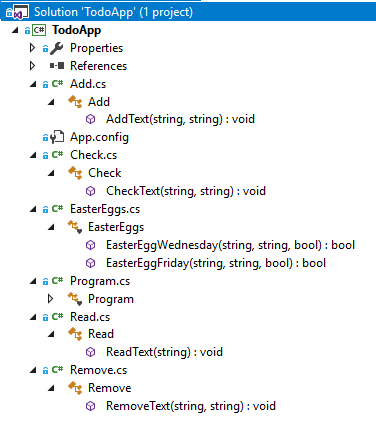 Solution 'TodoApp' (1 project)
C# TodoApp
Properties
References
C# Add.cs
Add
AddText(string, string) : void
App.config
C# Check.cs
Check
CheckText(string, string) : void
C# EasterEggs.cs
EasterEggs
EasterEggWednesday(string, string, bool) : bool
EasterEggFriday(string, string, bool) : bool
C# Program.cs
Program
C# Read.cs
Read
ReadText(string) : void
C# Remove.cs
Remove
RemoveText(string, string) : void